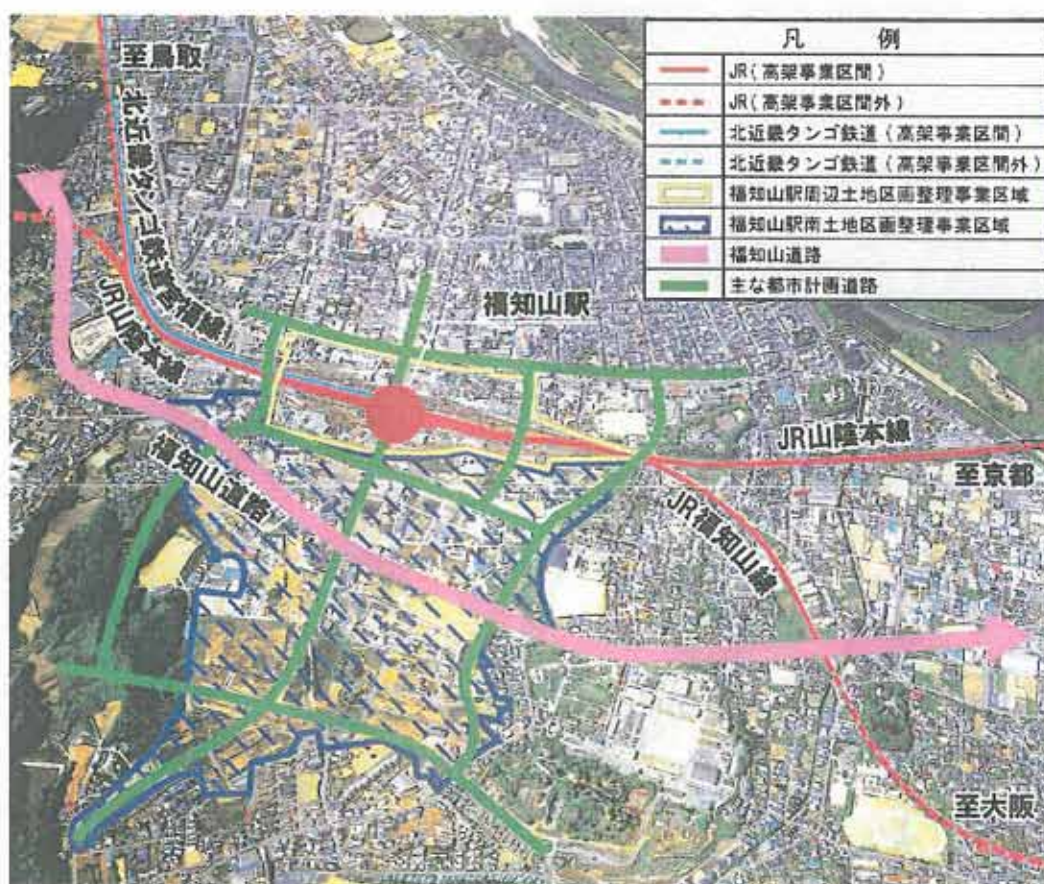 凡 例
JR(高架事業区間)
JR(高架事業区間外)
北近畿タンゴ鉄道(高架事業区間)
北近畿タンゴ鉄道(高架事業区間外)
福知山駅周辺土地区画整理事業区域
福知山駅南土地区画整理事業区域
福知山道路
主な都市計画道路
至鳥取
北近畿タンゴ鉄道宮福線
JR山陰本線
福知山駅
福知山道路
JR山陰本線
至京都
JR福知山線
至大阪